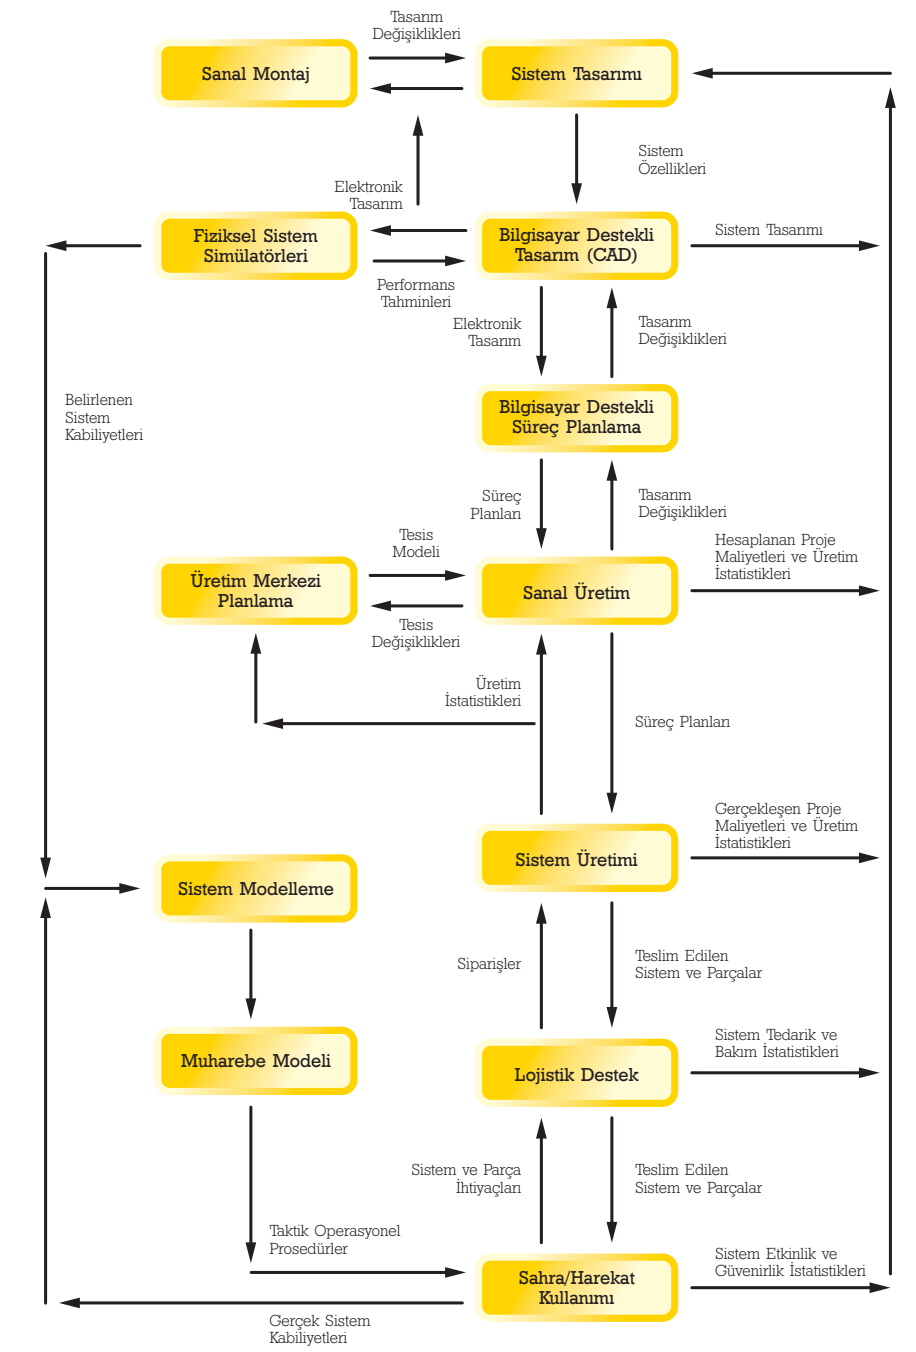 Tasarım
Değişiklikleri
Sanal Montaj
Sistem Tasarımı
Sistem
Özellikleri
Elektronik
Tasarım
Fiziksel Sistem
Simülatörleri
Bilgisayar Destekli
Tasarım (CAD)
Sistem Tasarımı
Performans
Tahminleri
Elektronik
Tasarım
Tasarım
Değişiklikleri
Belirlenen
Sistem
Kabiliyetleri
Bilgisayar Destekli
Süreç Planlama
Süreç
Planları
Tasarım
Değişiklikleri
Tesis
Modeli
Hesaplanan Proje
Maliyetleri ve Üretim
İstatistikleri
Üretim Merkezi
Planlama
Sanal Üretim
Tesis
Değişiklikleri
Üretim
İstatistikleri
Süreç Planları
Gerçekleşen Proje
Maliyetleri ve Üretim
İstatistikleri
Sistem Üretimi
Sistem Modelleme
Siparişler
Teslim Edilen
Sistem ve Parçalar
Sistem Tedarik ve
Bakım İstatistikleri
Muharebe Modeli
Lojistik Destek
Sistem ve Parça
İhtiyaçları
Teslim Edilen
Sistem ve Parçalar
Taktik Operasyonel
Prosedürler
Sistem Etkinlik ve
Güvenirlik İstatistikleri
Sahra/Harekat
Kullanımı
Gerçek Sistem
Kabiliyetleri